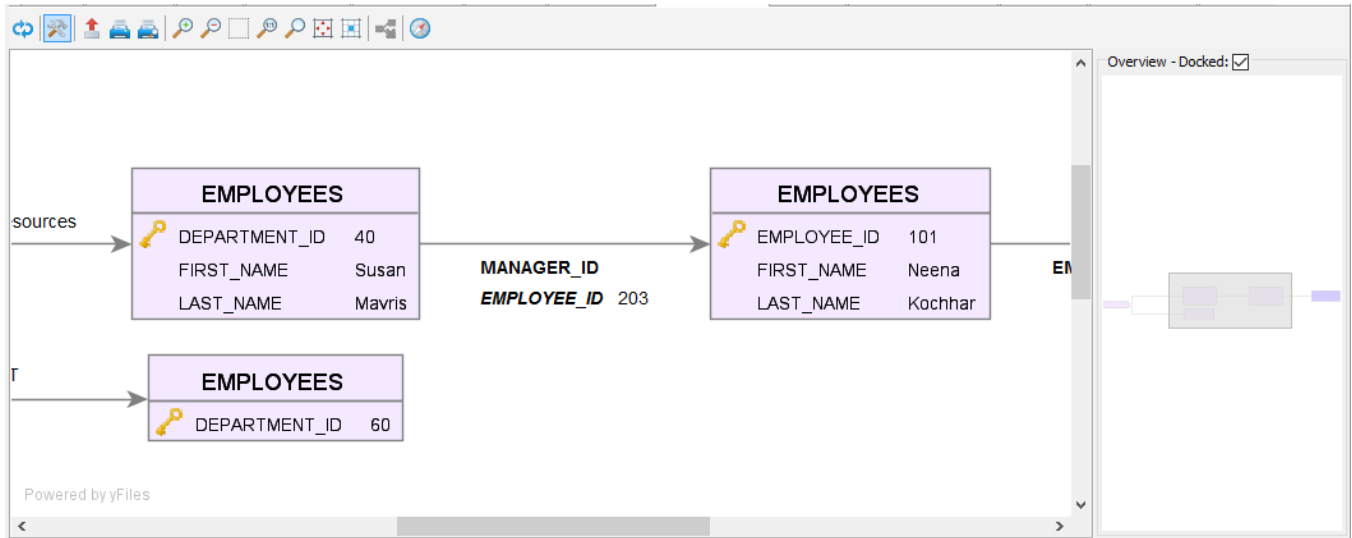 Overview - Docked:
EMPLOYEES
DEPARTMENT_ID 40
FIRST_NAME Susan
LAST_NAME Mavris
sources
MANAGER_ID
EMPLOYEE_ID 203
EMPLOYEES
EMPLOYEE_ID 101
FIRST_NAME Neena
LAST_NAME Kochhar
EM
T
EMPLOYEES
DEPARTMENT_ID 60
Powered by yFiles